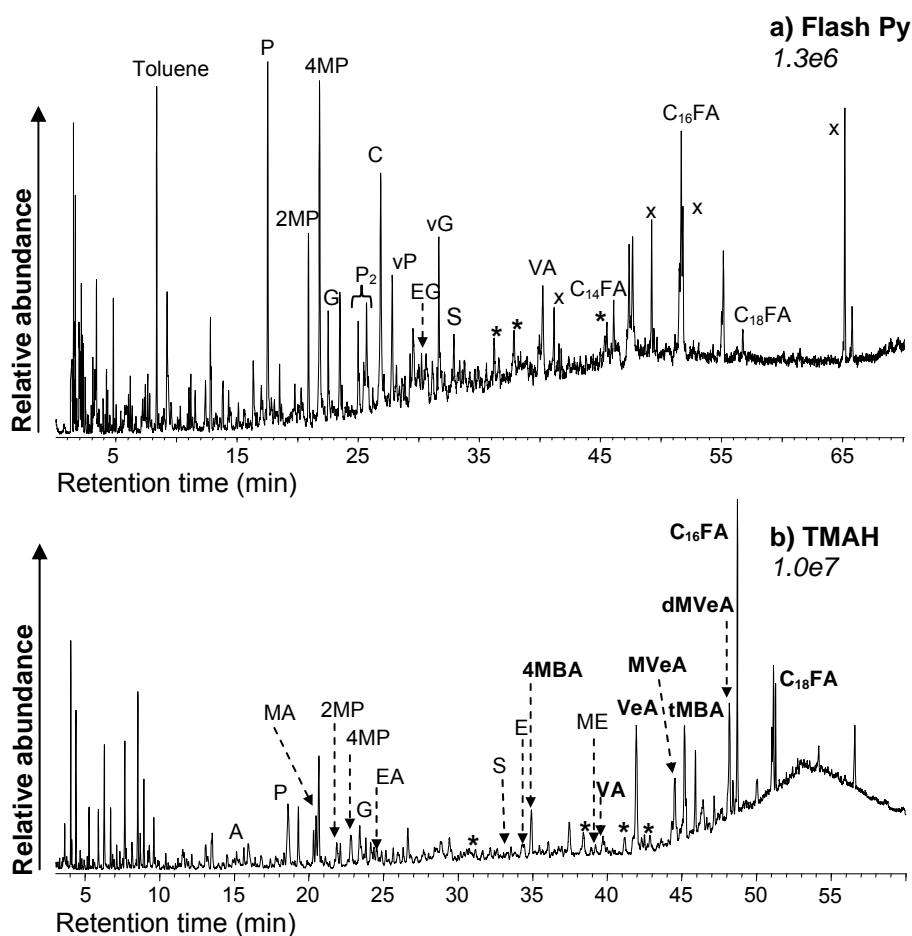 a) Flash Py
1.3e6
Relative abundance
Toluene
P
2MP
4MP
G
P₂
C
vP
EG
vG
S
*
*
VA
x
*
C₁₄FA
x
C₁₆FA
x
C₁₈FA
x
5 15 25 35 45 55 65
Retention time (min)
b) TMAH
1.0e7
Relative abundance
A
P
MA
2MP
4MP
G
EA
*
S
E
4MBA
*
ME
VA
*
VeA
*
MVeA
tMBA
dMVeA
C₁₆FA
C₁₈FA
5 10 15 20 25 30 35 40 45 50 55
Retention time (min)